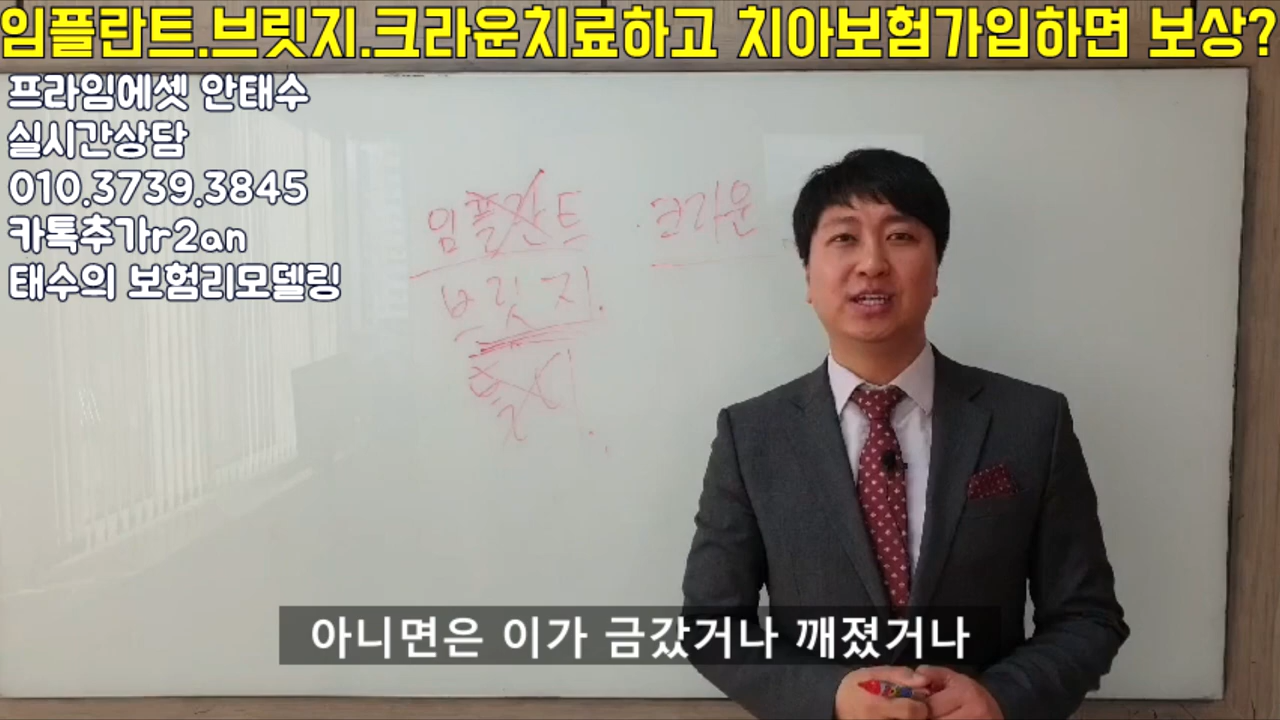 임플란트.브릿지.크라운치료하고 치아보험가입하면 보상?
프라임에셋 안태수
실시간상담
010.3739.3845
카톡추가r2an
태수의 보험리모델링
임플란트 크라운
브릿지.
아니면은 이가 금갔거나 깨졌거나